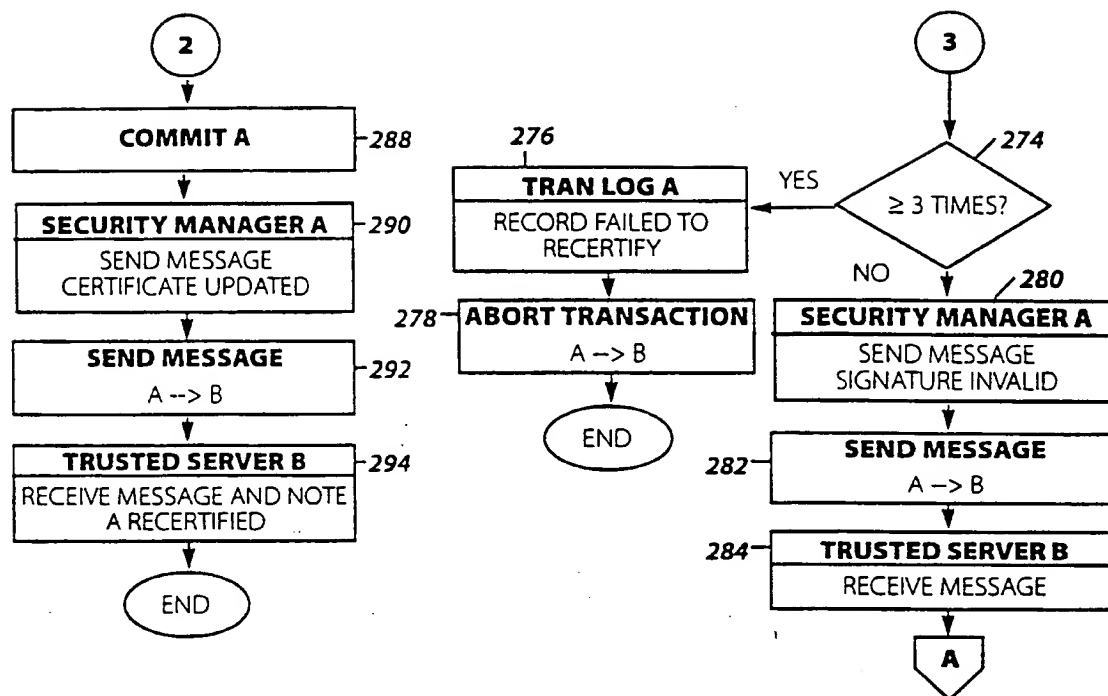 2
COMMIT A
288
SECURITY MANAGER A
290
SEND MESSAGE
CERTIFICATE UPDATED
SEND MESSAGE
292
A --> B
TRUSTED SERVER B
294
RECEIVE MESSAGE AND NOTE
A RECERTIFIED
END
276
TRAN LOG A
RECORD FAILED TO
RECERTIFY
278
ABORT TRANSACTION
A --> B
END
3
274
YES
≥ 3 TIMES?
NO
280
SECURITY MANAGER A
SEND MESSAGE
SIGNATURE INVALID
282
SEND MESSAGE
A --> B
284
TRUSTED SERVER B
RECEIVE MESSAGE
A